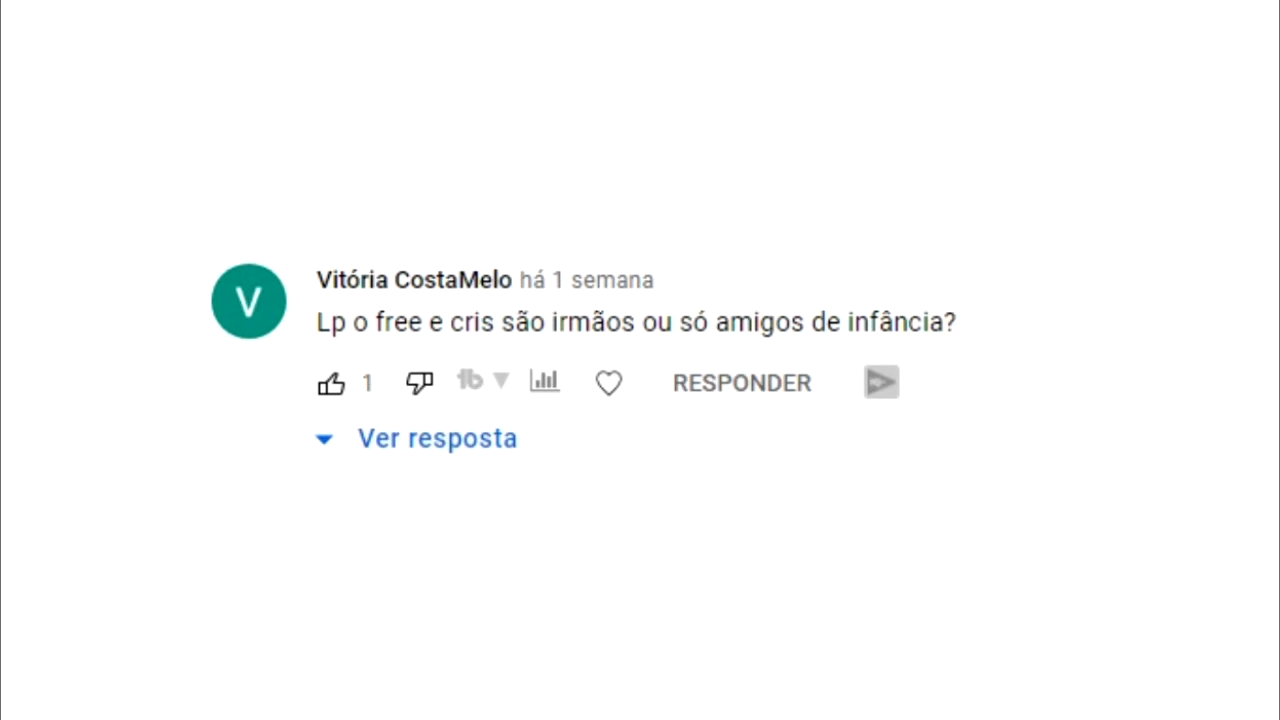 V
Vitória CostaMelo há 1 semana
Lp o free e cris são irmãos ou só amigos de infância?
1 RESPONDER
Ver resposta